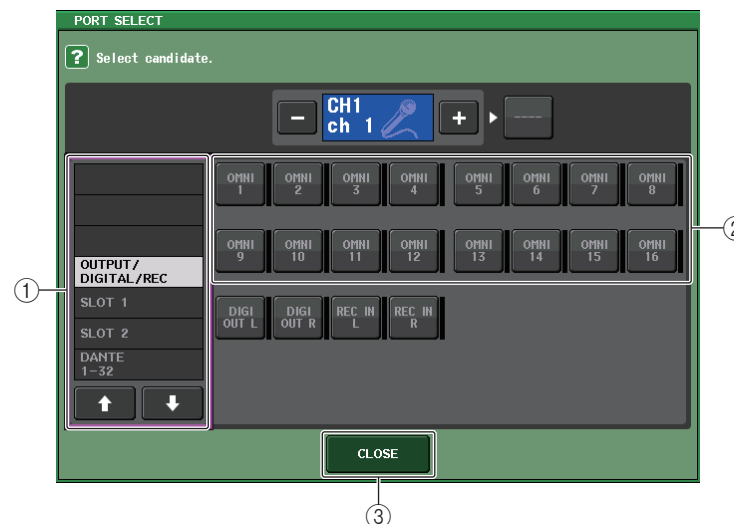 PORT SELECT
? Select candidate.
−
CH1
ch 1
+
----
OMNI
1
OMNI
2
OMNI
3
OMNI
4
OMNI
5
OMNI
6
OMNI
7
OMNI
8
OMNI
9
OMNI
10
OMNI
11
OMNI
12
OMNI
13
OMNI
14
OMNI
15
OMNI
16
②
①
OUTPUT/
DIGITAL/REC
SLOT 1
SLOT 2
DANTE
1-32
DIGI
OUT L
DIGI
OUT R
REC IN
L
REC IN
R
CLOSE
③